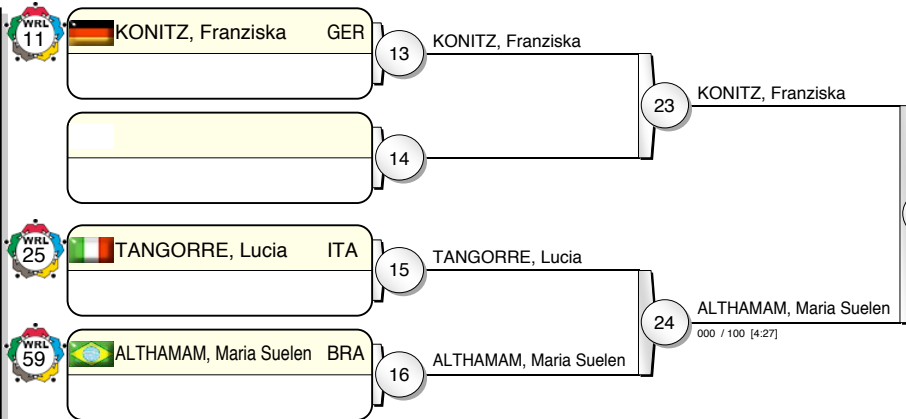 WRL
11
KONITZ, Franziska GER
13
KONITZ, Franziska
23
KONITZ, Franziska
14
WRL
25
TANGORRE, Lucia ITA
15
TANGORRE, Lucia
24
ALTHAMAM, Maria Suelen
000 / 100 [4:27]
WRL
59
ALTHAMAM, Maria Suelen BRA
16
ALTHAMAM, Maria Suelen